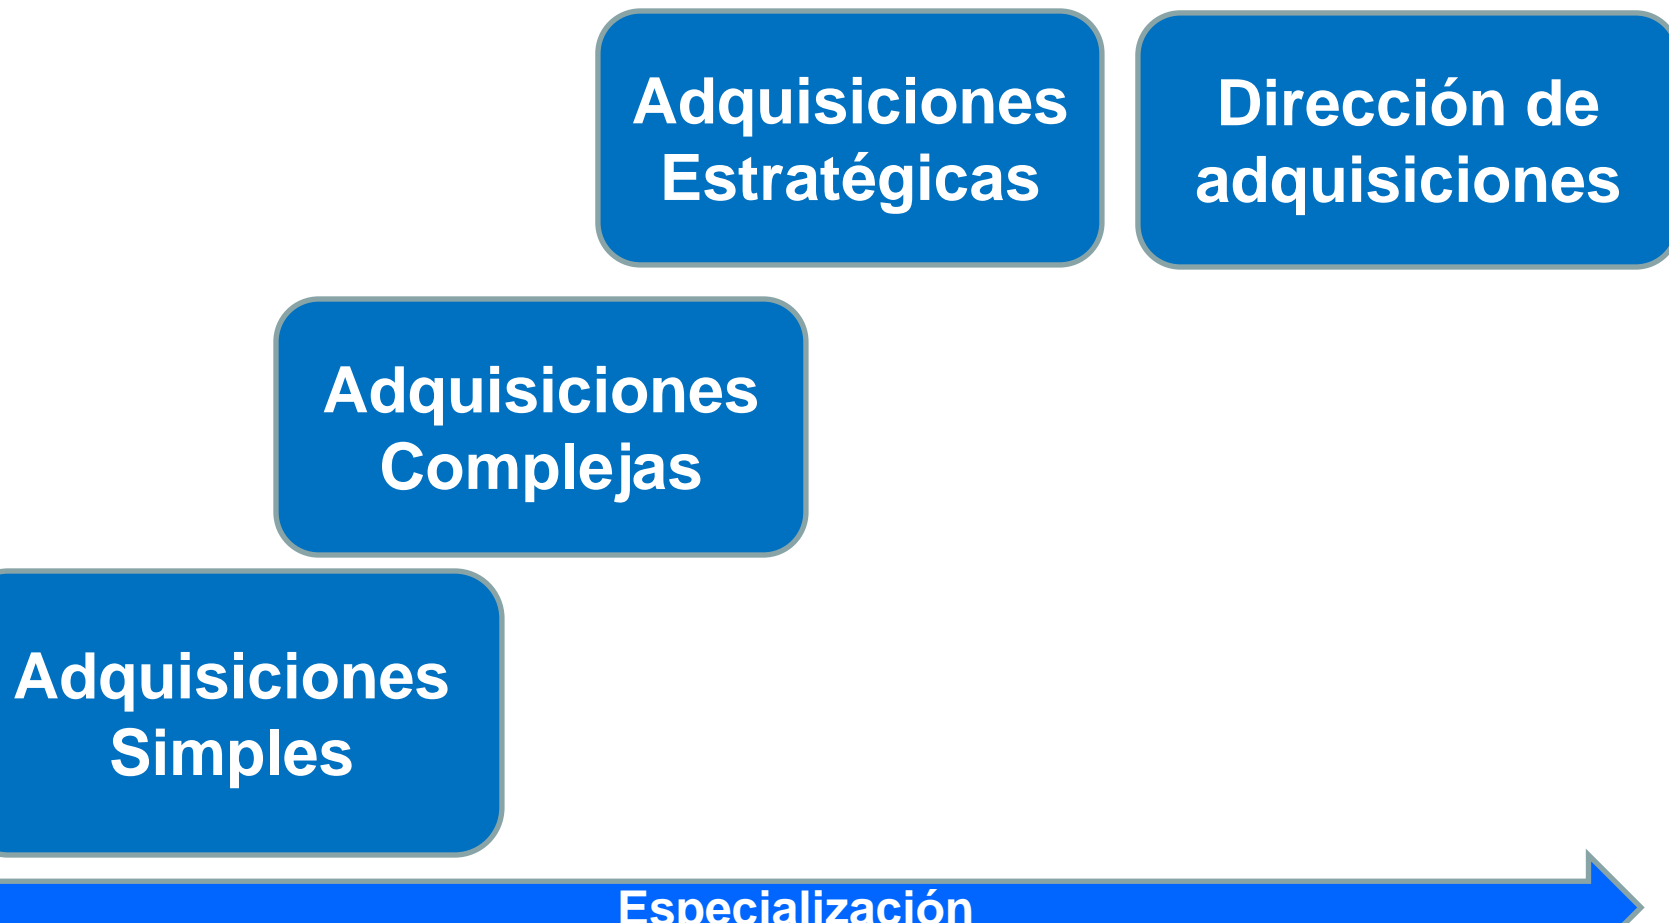 Adquisiciones
Estratégicas
Dirección de
adquisiciones
Adquisiciones
Complejas
Adquisiciones
Simples
Especialización